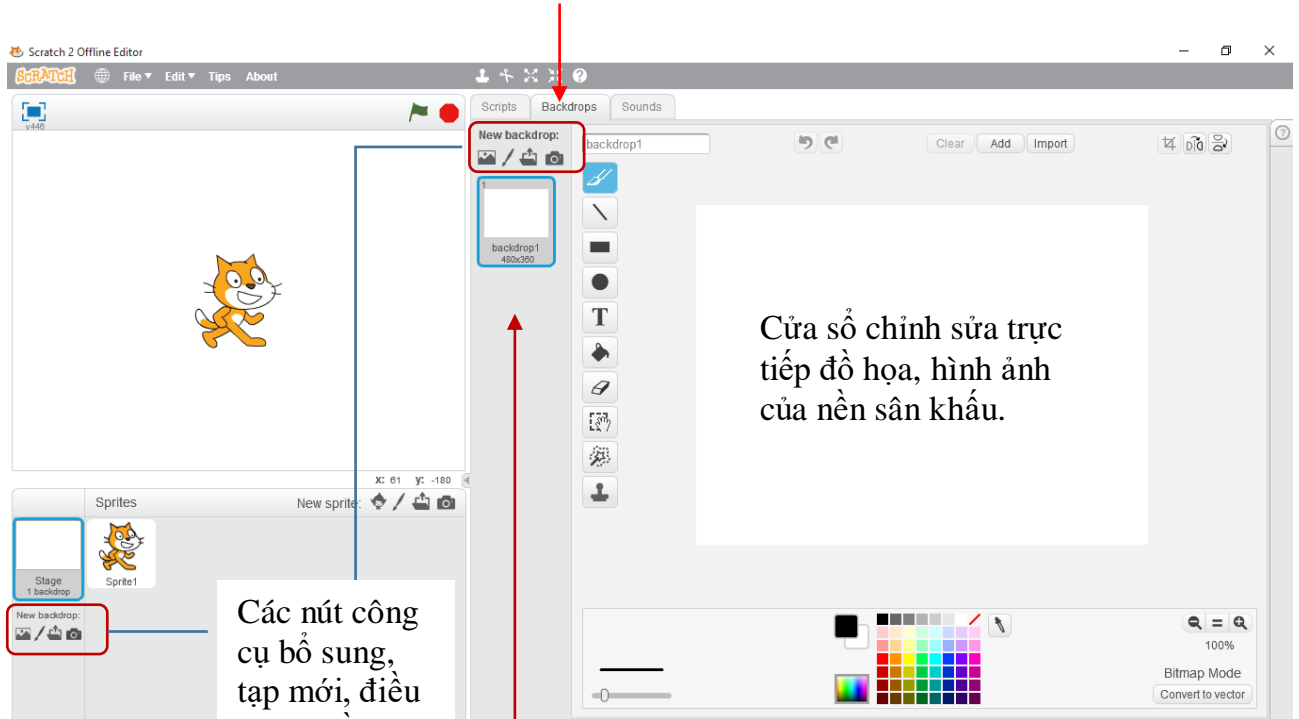 Scratch 2 Offline Editor
SCRATCH File Edit Tips About
v446
Scripts Backdrops Sounds
New backdrop:
backdrop1
Clear Add Import
1
backdrop1
480x360
T
Cửa sổ chỉnh sửa trực
tiếp đồ họa, hình ảnh
của nền sân khấu.
X: 61 y: -180
Sprites New sprite:
Stage
1 backdrop
Sprite1
New backdrop:
Các nút công
cụ bổ sung,
tạp mới, điều
100%
Bitmap Mode
Convert to vector